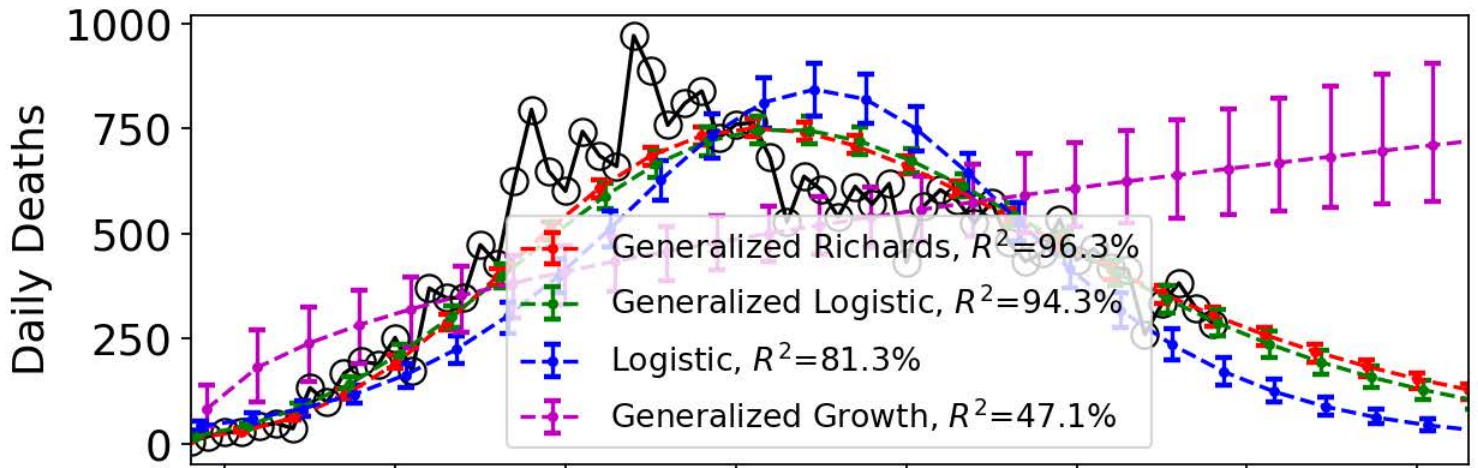 1000
750
500
250
0
Daily Deaths
Generalized Richards, R²=96.3%
Generalized Logistic, R²=94.3%
Logistic, R²=81.3%
Generalized Growth, R²=47.1%